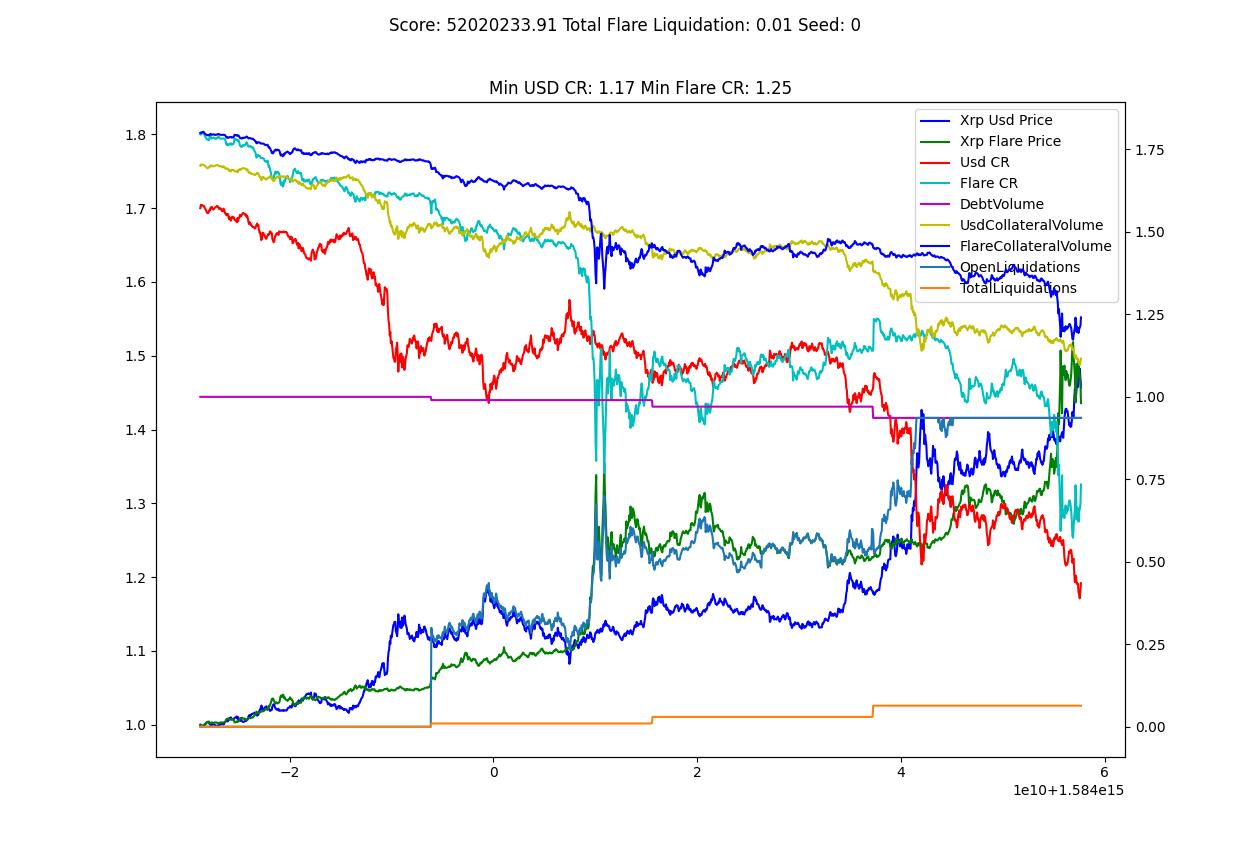 Score: 52020233.91 Total Flare Liquidation: 0.01 Seed: 0
Min USD CR: 1.17 Min Flare CR: 1.25
Xrp Usd Price
Xrp Flare Price
Usd CR
Flare CR
DebtVolume
UsdCollateralVolume
FlareCollateralVolume
OpenLiquidations
TotalLiquidations
1.8
1.7
1.6
1.5
1.4
1.3
1.2
1.1
1.0
1.75
1.50
1.25
1.00
0.75
0.50
0.25
0.00
−2
0
2
4
6
1e10+1.584e15